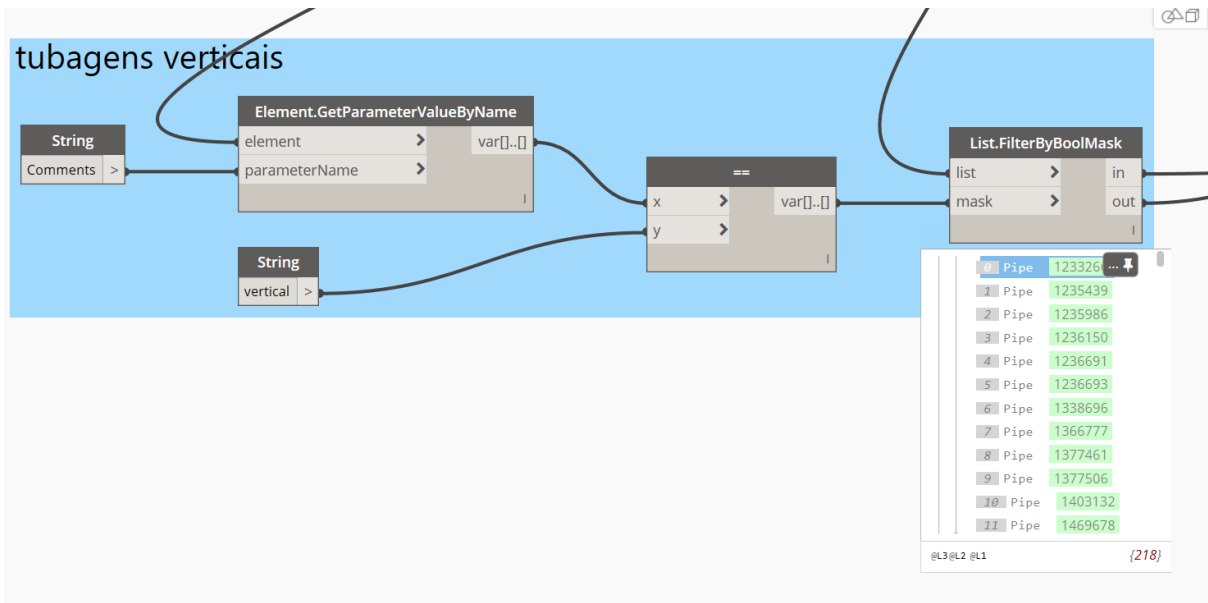 tubagens verticais
String
Comments >
Element.GetParameterValueByName
element > var[]..[]
parameterName >
l
String
vertical >
==
x > var[]..[]
y >
l
List.FilterByBoolMask
list > in
mask > out
l
0 Pipe 123326 ...
1 Pipe 1235439
2 Pipe 1235986
3 Pipe 1236150
4 Pipe 1236691
5 Pipe 1236693
6 Pipe 1338696
7 Pipe 1366777
8 Pipe 1377461
9 Pipe 1377506
10 Pipe 1403132
11 Pipe 1469678
@L3 @L2 @L1 {218}